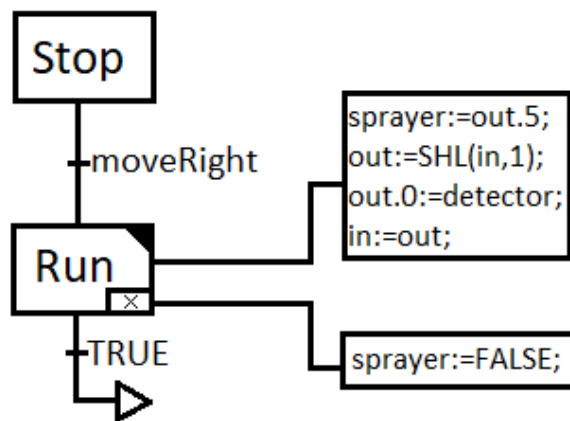 Stop
moveRight
sprayer:=out.5;
out:=SHL(in,1);
out.0:=detector;
in:=out;
Run
X
TRUE
sprayer:=FALSE;